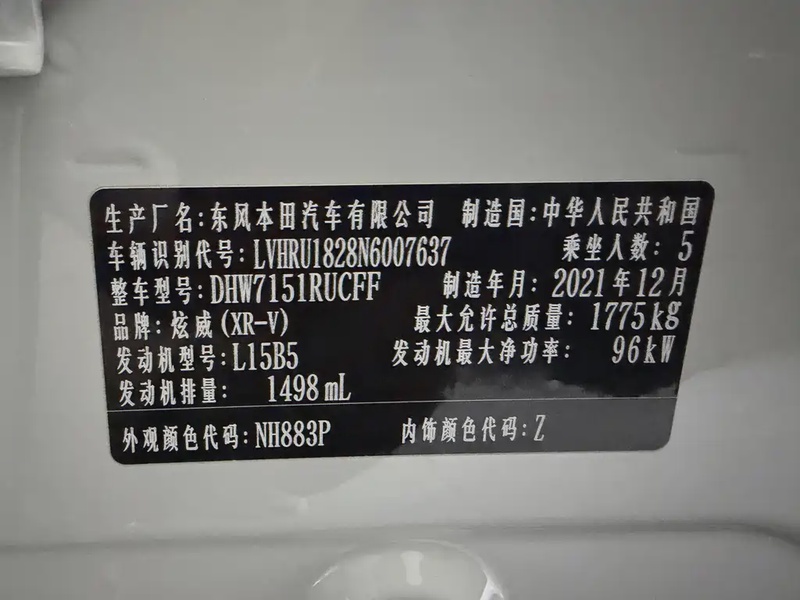 生产厂名:东风本田汽车有限公司 制造国:中华人民共和国
车辆识别代号:LVHRU1828N6007637 乘坐人数:5
整车型号:DHW7151RUCFF 制造年月:2021年12月
品牌:炫威(XR-V) 最大允许总质量:1775kg
发动机型号:L15B5 发动机最大净功率:96kW
发动机排量: 1498mL
外观颜色代码:NH883P 内饰颜色代码:Z